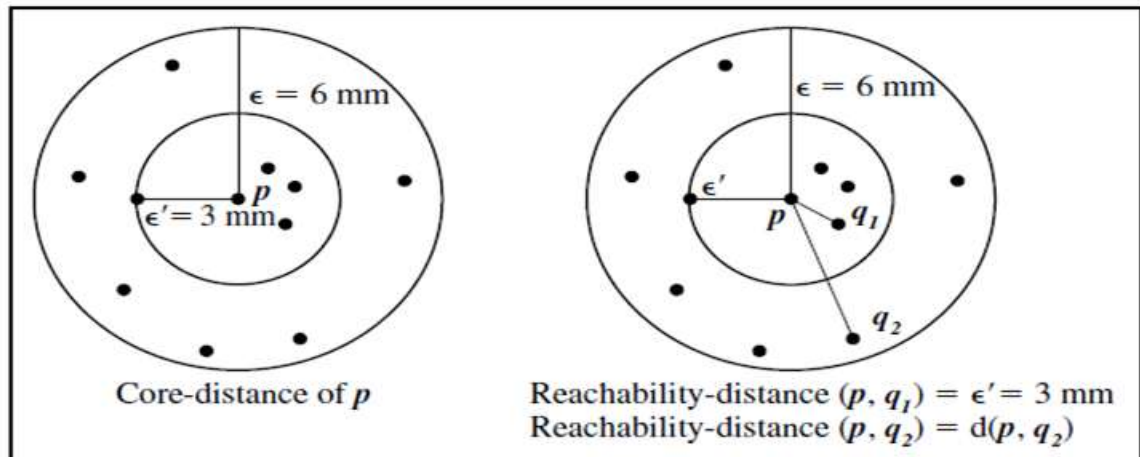 ϵ = 6 mm
p
ϵ′= 3 mm
Core-distance of p
ϵ = 6 mm
ϵ′
p
q1
q2
Reachability-distance (p, q1) = ϵ′= 3 mm
Reachability-distance (p, q2) = d(p, q2)